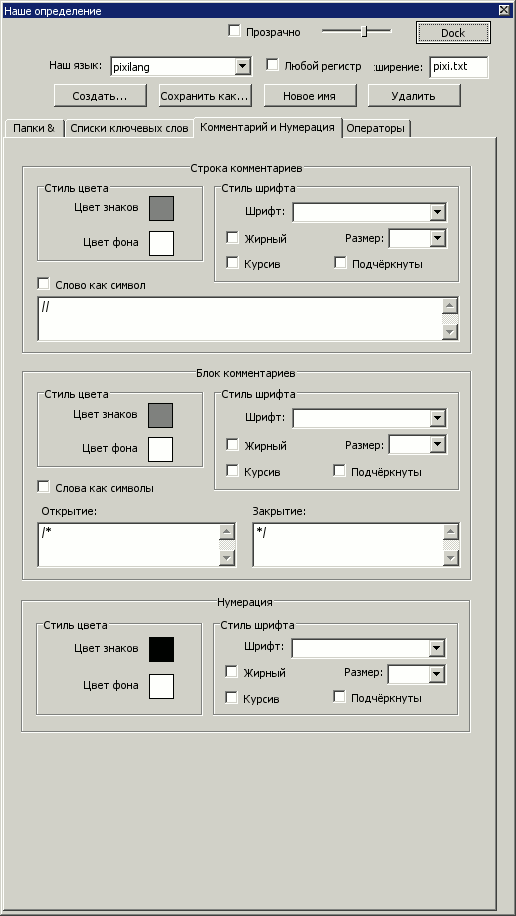 Наше определение
Прозрачно
Dock
Наш язык: pixilang Любой регистр :ширение: pixi.txt
Создать... Сохранить как... Новое имя Удалить
Папки & Списки ключевых слов Комментарий и Нумерация Операторы
Строка комментариев
Стиль цвета Стиль шрифта
Цвет знаков Шрифт:
Цвет фона Жирный Размер:
Курсив Подчёркнуты
Слово как символ
//
Блок комментариев
Стиль цвета Стиль шрифта
Цвет знаков Шрифт:
Цвет фона Жирный Размер:
Курсив Подчёркнуты
Слова как символы
Открытие: Закрытие:
/* */
Нумерация
Стиль цвета Стиль шрифта
Цвет знаков Шрифт:
Цвет фона Жирный Размер:
Курсив Подчёркнуты